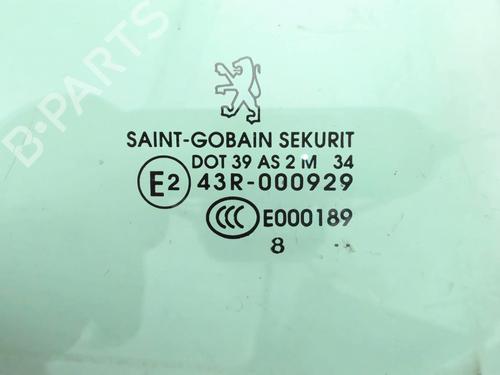 B-PARTS
SAINT-GOBAIN SEKURIT
DOT 39 AS 2 M 34
E2 43R-000929
CCC E000189
8